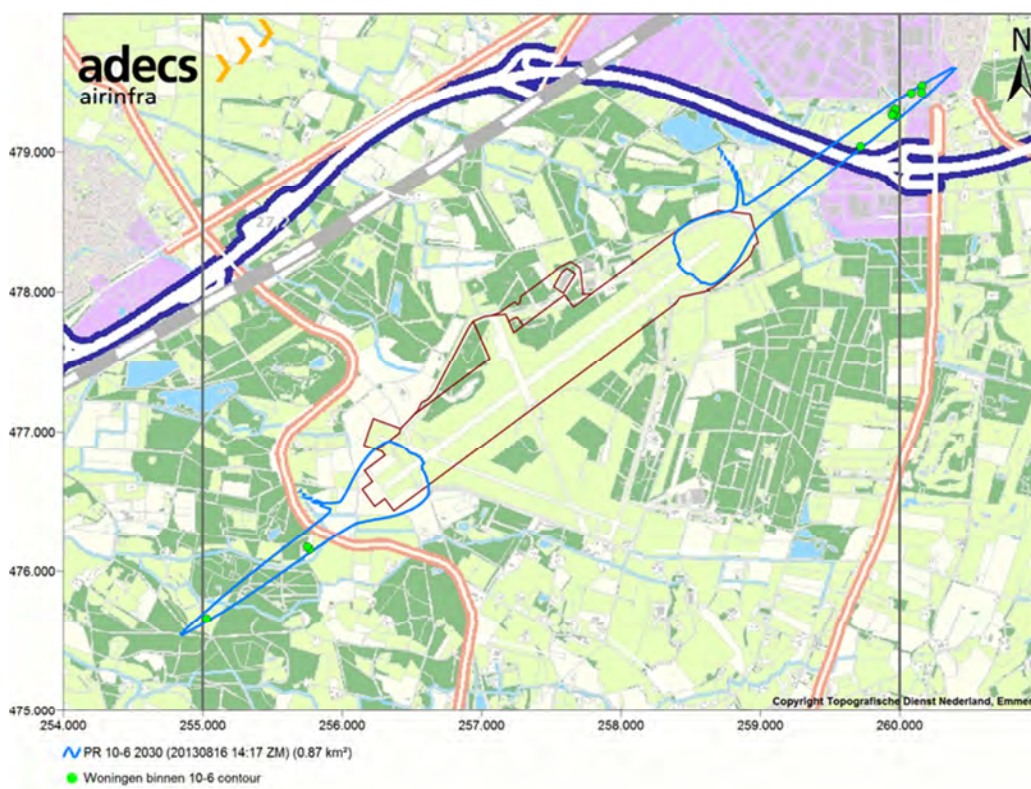 adecs
airinfra
N
479.000
478.000
477.000
476.000
475.000
254.000 255.000 256.000 257.000 258.000 259.000 260.000
Copyright Topografische Dienst Nederland, Emmen
PR 10-6 2030 (20130816 14:17 ZM) (0.87 km²)
Woningen binnen 10-6 contour